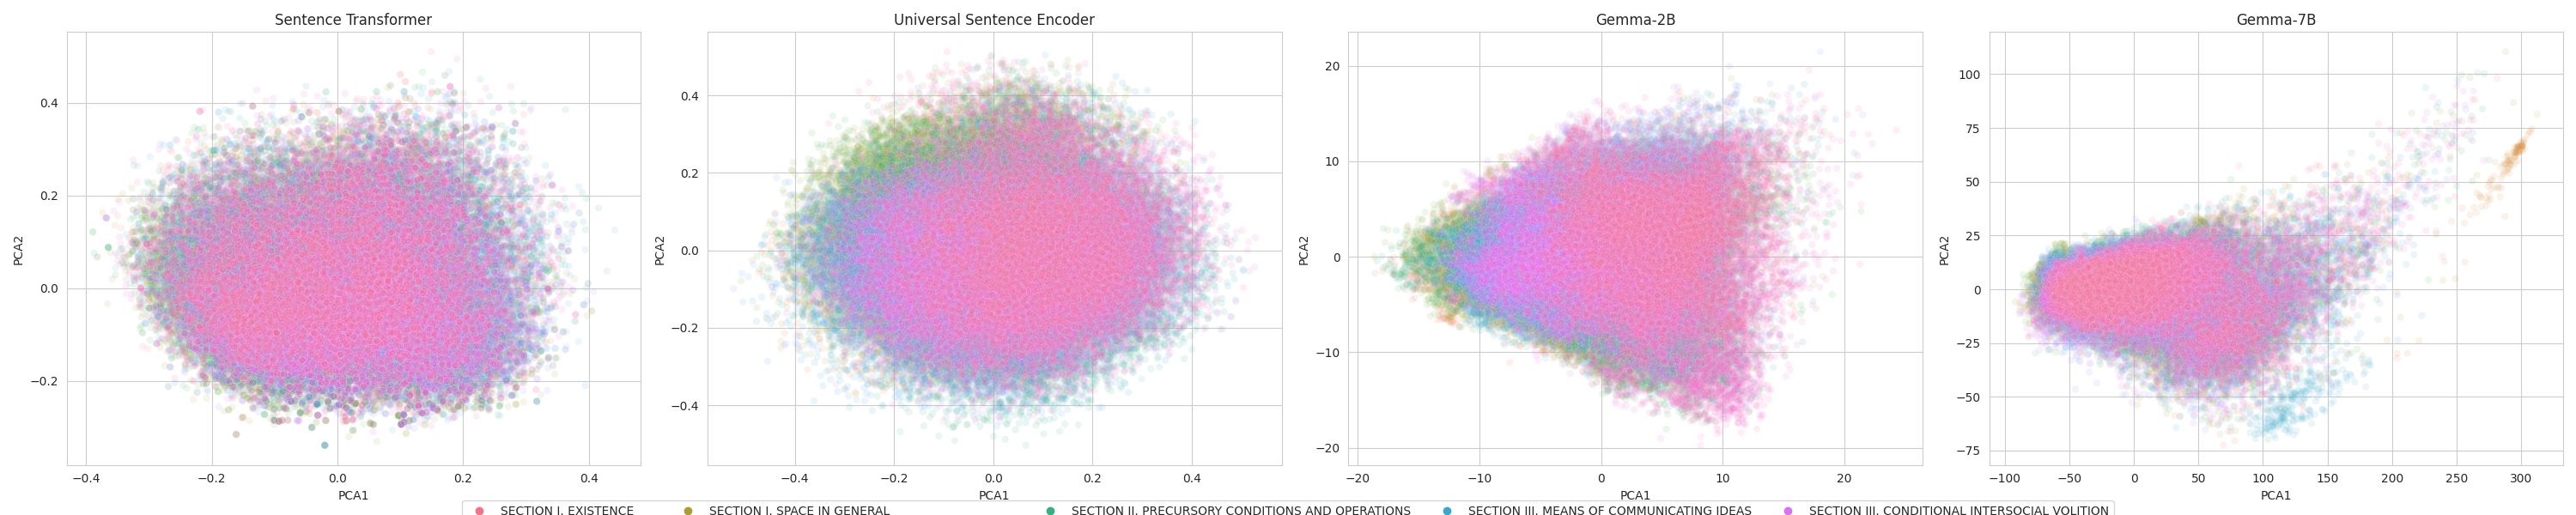 Sentence Transformer
0.4
0.2
0.0
−0.2
PCA2
−0.4
−0.2
0.0
0.2
0.4
PCA1
Universal Sentence Encoder
0.4
0.2
0.0
−0.2
−0.4
PCA2
−0.4
−0.2
0.0
0.2
0.4
PCA1
Gemma-2B
20
10
0
−10
−20
PCA2
−20
−10
0
10
20
PCA1
Gemma-7B
100
75
50
25
0
−25
−50
−75
PCA2
−100
−50
0
50
100
150
200
250
300
PCA1
SECTION I. EXISTENCE
SECTION I. SPACE IN GENERAL
SECTION II. PRECURSORY CONDITIONS AND OPERATIONS
SECTION III. MEANS OF COMMUNICATING IDEAS
SECTION III. CONDITIONAL INTERSOCIAL VOLITION